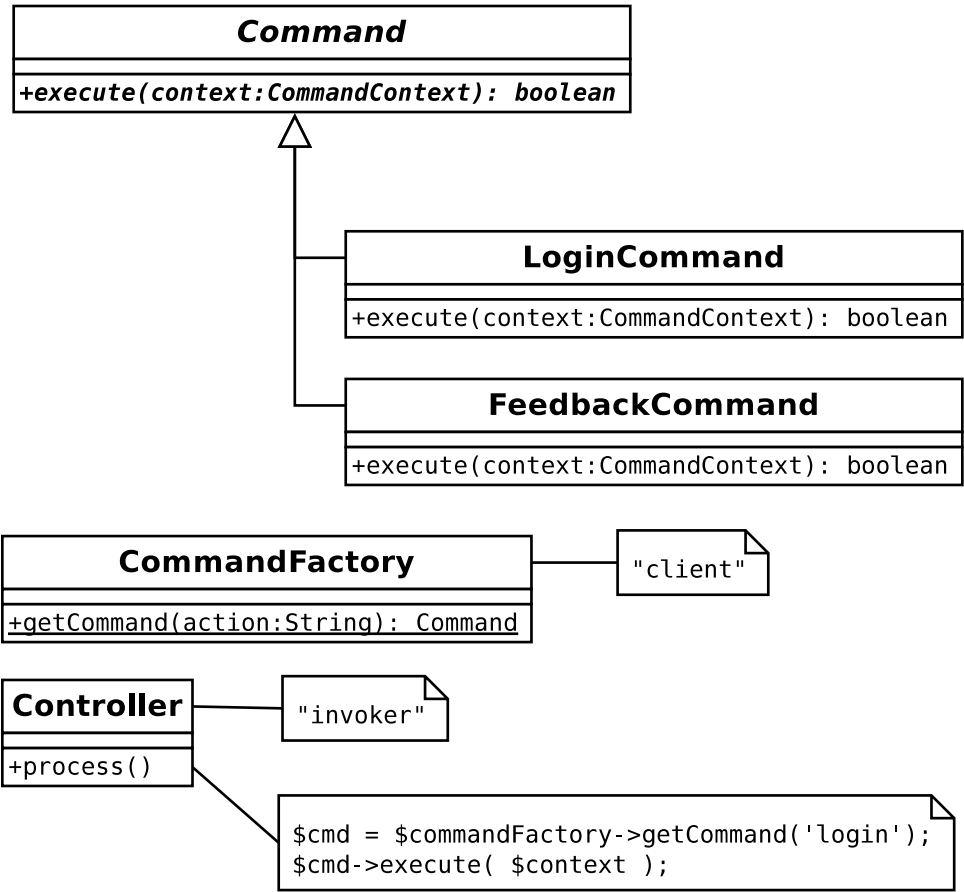 Command
+execute(context:CommandContext): boolean
LoginCommand
+execute(context:CommandContext): boolean
FeedbackCommand
+execute(context:CommandContext): boolean
CommandFactory
"client"
+getCommand(action:String): Command
Controller
"invoker"
+process()
$cmd = $commandFactory->getCommand('login');
$cmd->execute( $context );